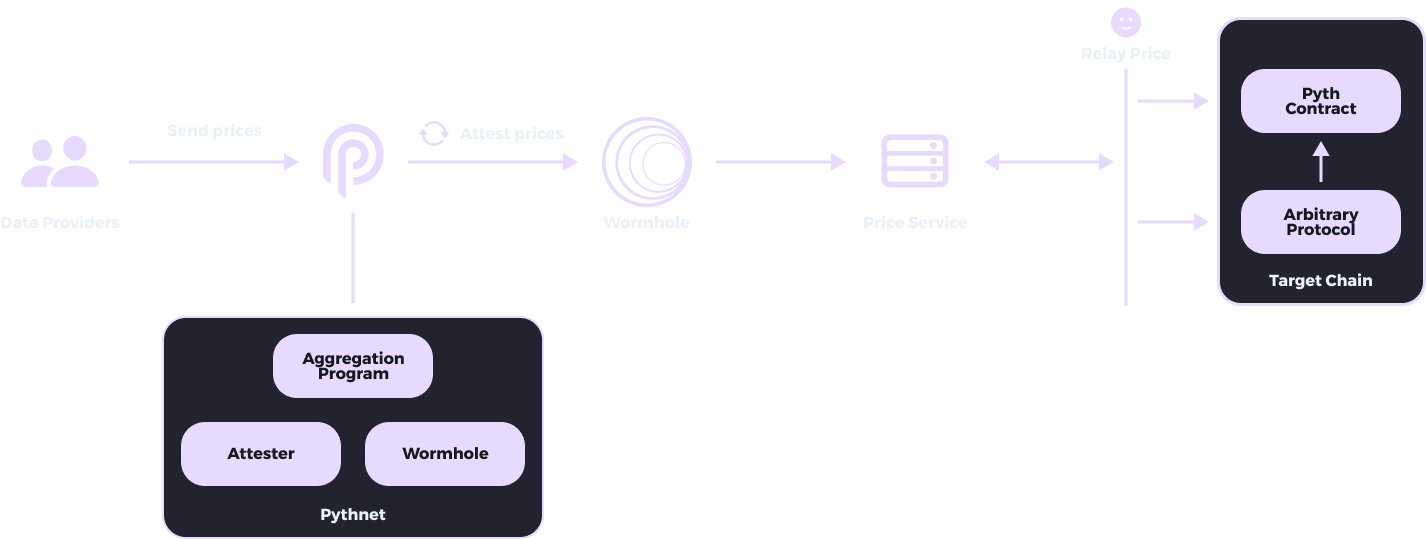 Relay Price
Pyth
Contract
Send prices
Attest prices
Data Providers
Wormhole
Price Service
Arbitrary
Protocol
Target Chain
Aggregation
Program
Attester
Wormhole
Pythnet